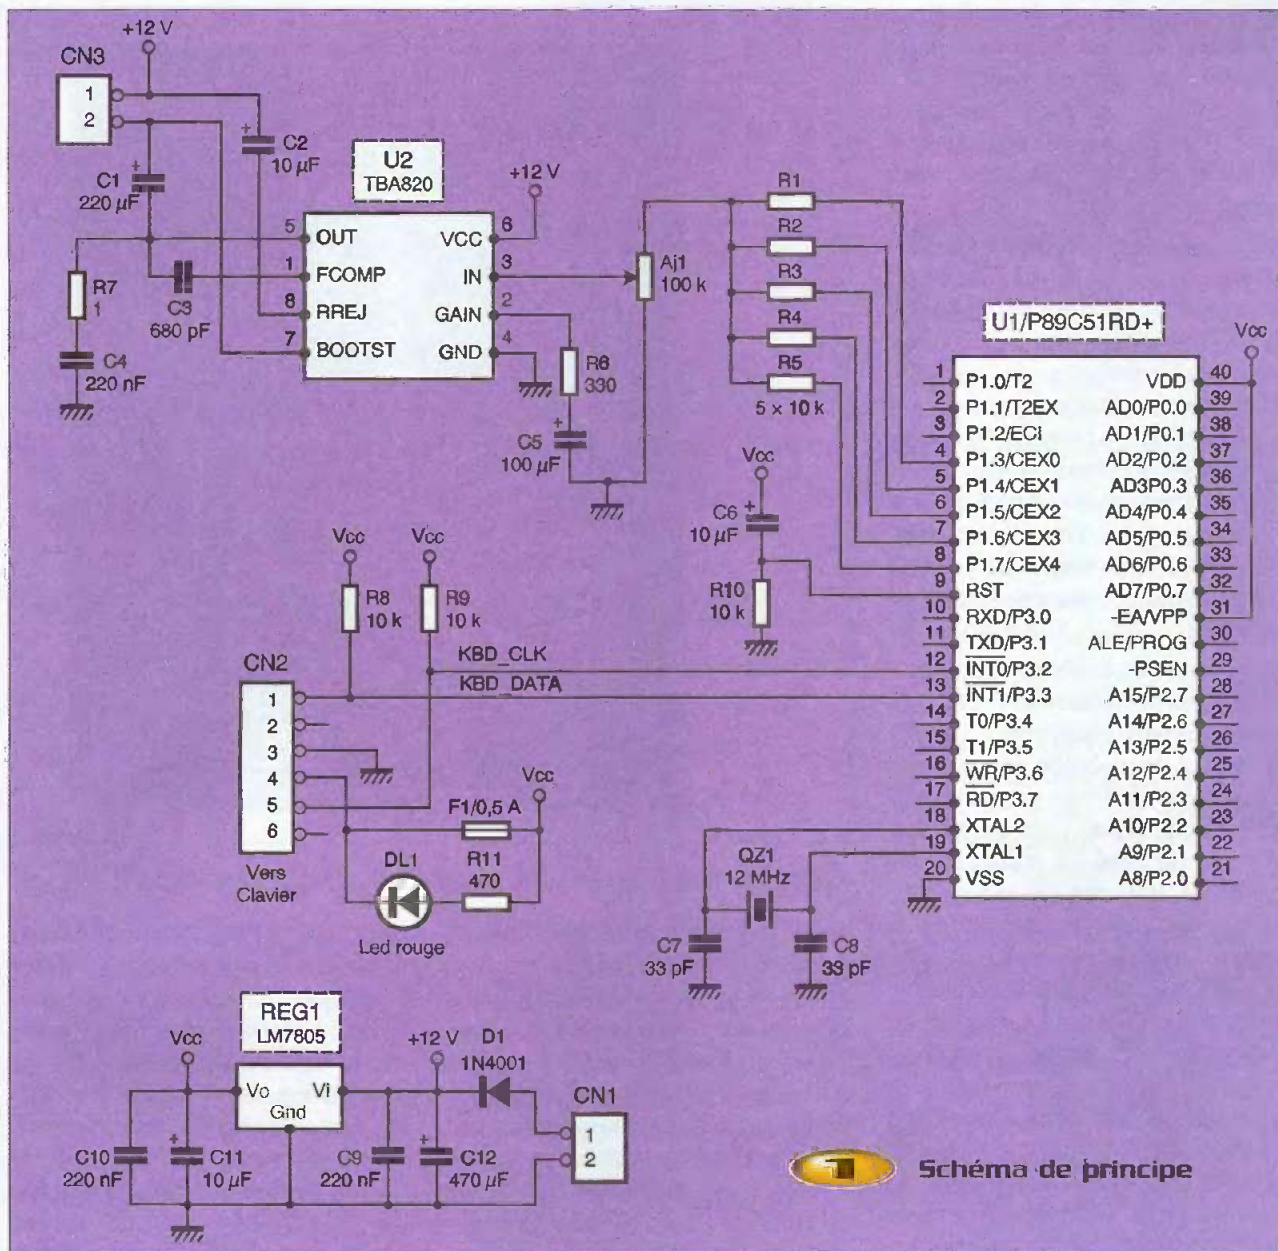 +12 V
CN3
1
2
C1
220 µF
C2
10 µF
U2
TBA820
+12 V
5
OUT
1
FCOMP
8
RREJ
7
BOOTST
VCC
6
IN
3
GAIN
2
GND
4
R7
1
C3
680 pF
C4
220 nF
R6
330
C5
100 µF
Aj1
100 k
R1
R2
R3
R4
R5
5 x 10 k
Vcc
C6
10 µF
R10
10 k
U1/P89C51RD+
Vcc
1
P1.0/T2
2
P1.1/T2EX
3
P1.2/ECI
4
P1.3/CEX0
5
P1.4/CEX1
6
P1.5/CEX2
7
P1.6/CEX3
8
P1.7/CEX4
9
RST
10
RXD/P3.0
11
TXD/P3.1
12
INT0/P3.2
13
INT1/P3.3
14
T0/P3.4
15
T1/P3.5
16
WR/P3.6
17
RD/P3.7
18
XTAL2
19
XTAL1
20
VSS
VDD
40
AD0/P0.0
39
AD1/P0.1
38
AD2/P0.2
37
AD3P0.3
36
AD4/P0.4
35
AD5/P0.5
34
AD6/P0.6
33
AD7/P0.7
32
-EA/VPP
31
ALE/PROG
30
-PSEN
29
A15/P2.7
28
A14/P2.6
27
A13/P2.5
26
A12/P2.4
25
A11/P2.3
24
A10/P2.2
23
A9/P2.1
22
A8/P2.0
21
Vcc
Vcc
R8
10 k
R9
10 k
KBD_CLK
KBD_DATA
CN2
1
2
3
4
5
6
Vers
Clavier
Vcc
F1/0,5 A
DL1
R11
470
Led rouge
QZ1
12 MHz
C7
33 pF
C8
33 pF
REG1
LM7805
Vcc
Vo
Vi
Gnd
+12 V
D1
1N4001
CN1
1
2
C10
220 nF
C11
10 µF
C9
220 nF
C12
470 µF
1
Schéma de principe